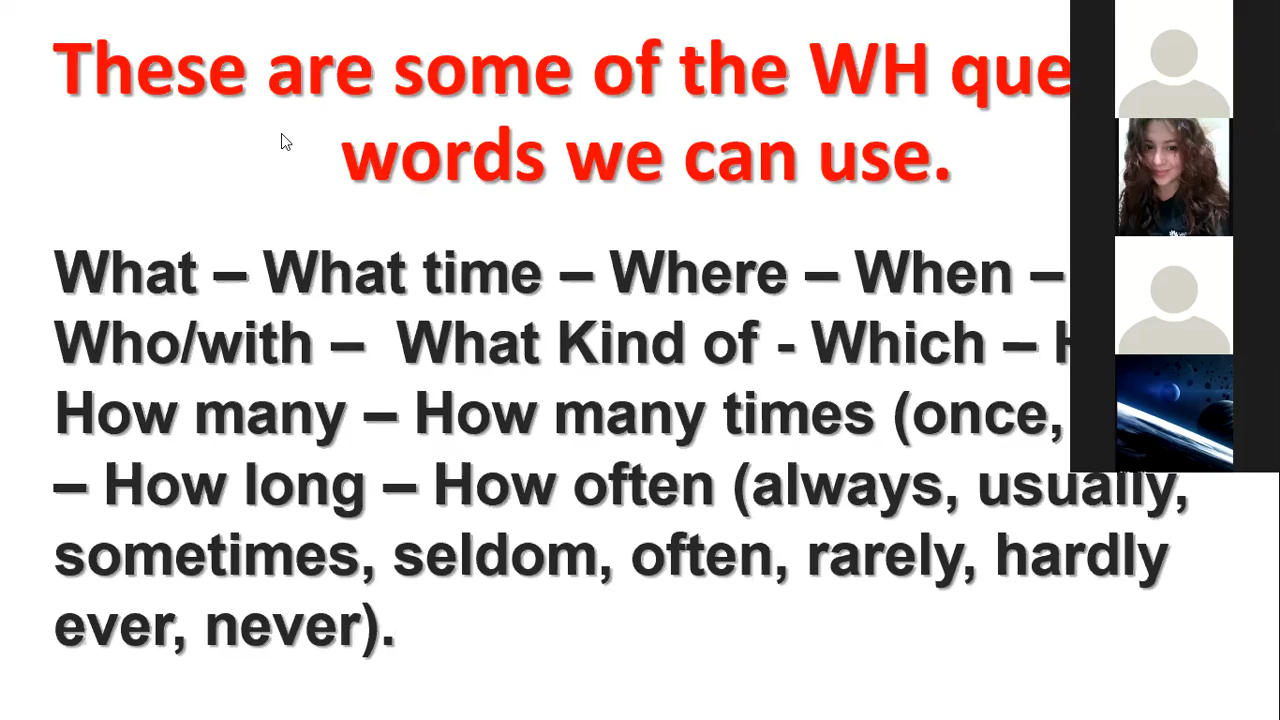 These are some of the WH que
words we can use.
What – What time – Where – When –
Who/with – What Kind of - Which –
How many – How many times (once,
– How long – How often (always, usually,
sometimes, seldom, often, rarely, hardly
ever, never).